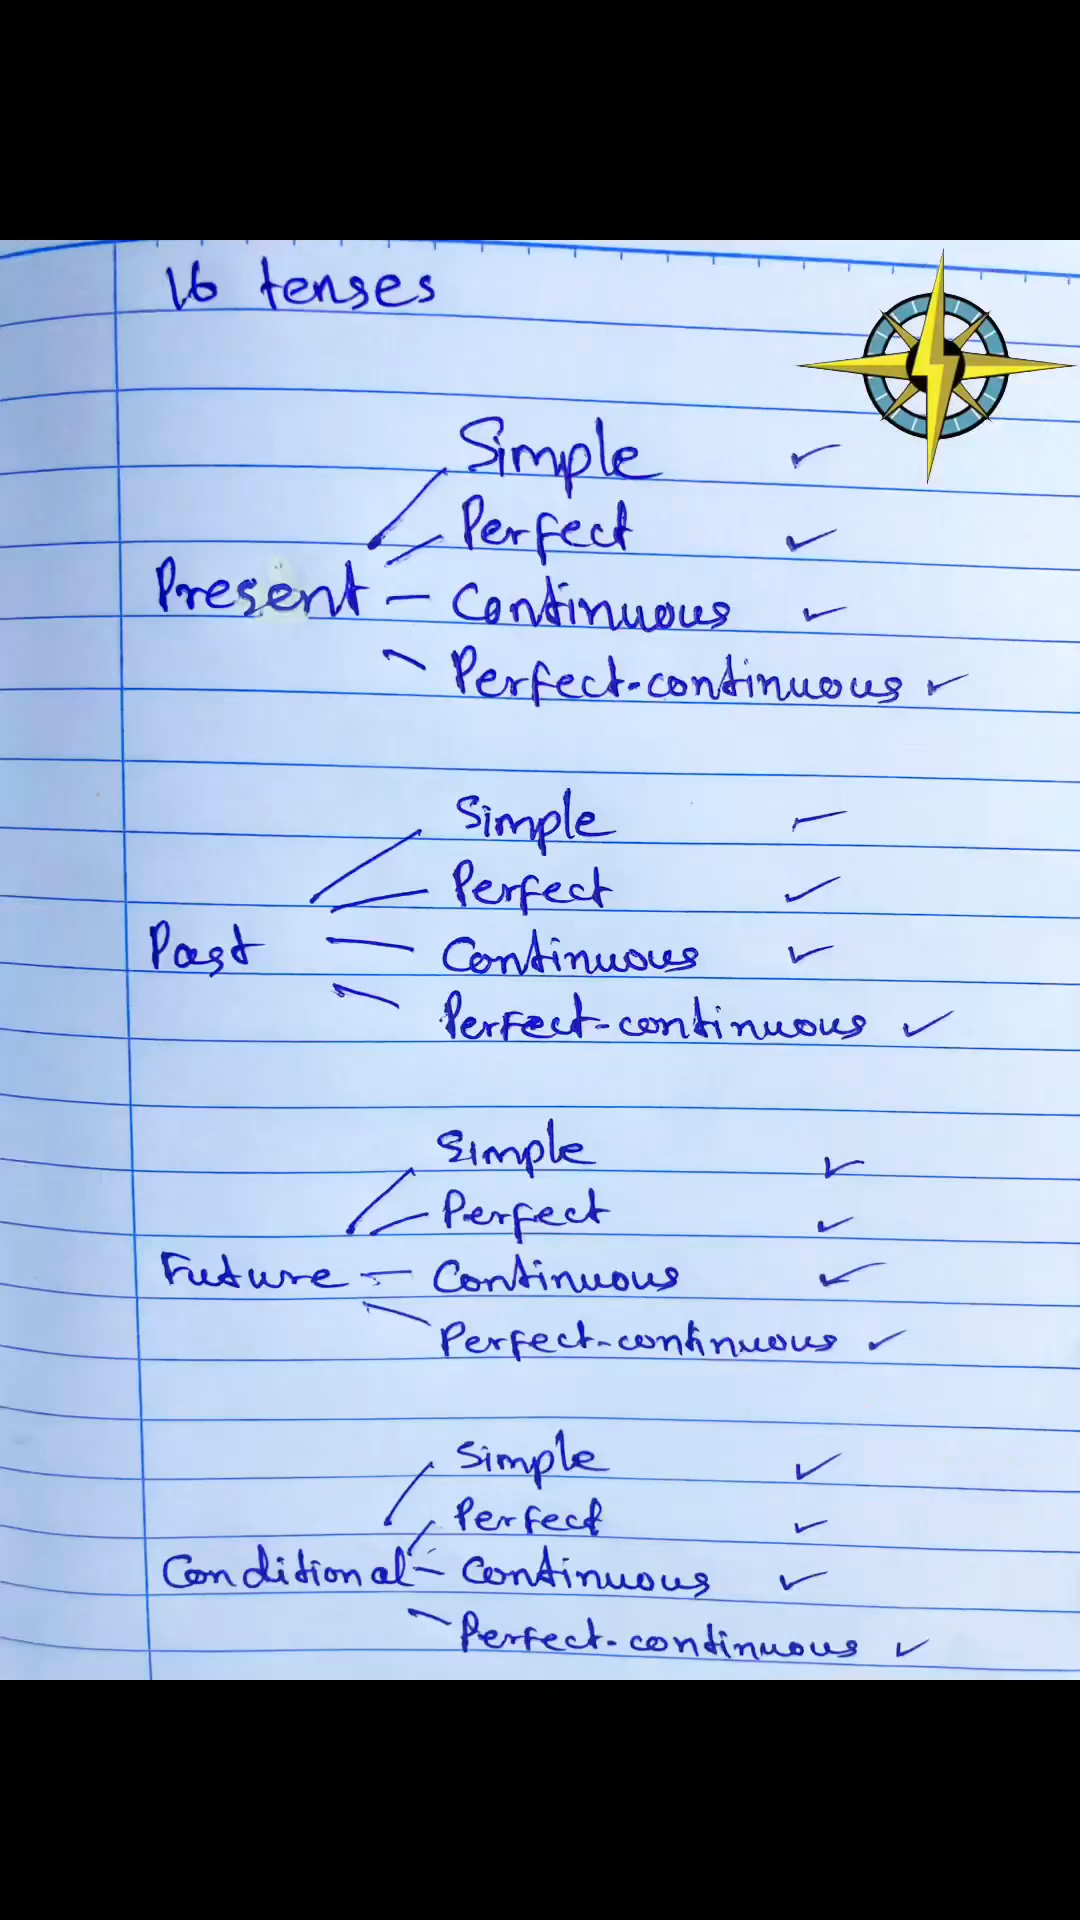 16 tenses
Simple ✓
Perfect ✓
Present - Continuous ✓
Perfect-continuous ✓
Simple ✓
Perfect ✓
Past - Continuous ✓
Perfect-continuous ✓
Simple ✓
Perfect ✓
Future - Continuous ✓
Perfect-continuous ✓
Simple ✓
Perfect ✓
Conditional - Continuous ✓
Perfect-continuous ✓